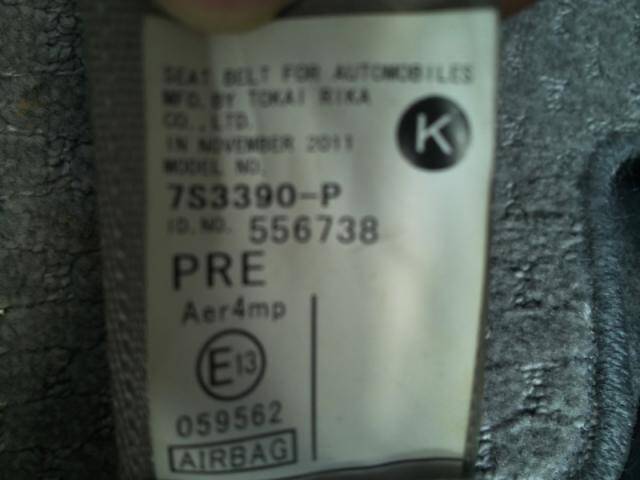 SEAT BELT FOR AUTOMOBILES
MFD. BY TOKAI RIKA
CO., LTD.
IN NOVEMBER 2011
K
MODEL NO.
7S3390-P
ID. NO. 556738
PRE
Aer4mp
E13
059562
AIRBAG